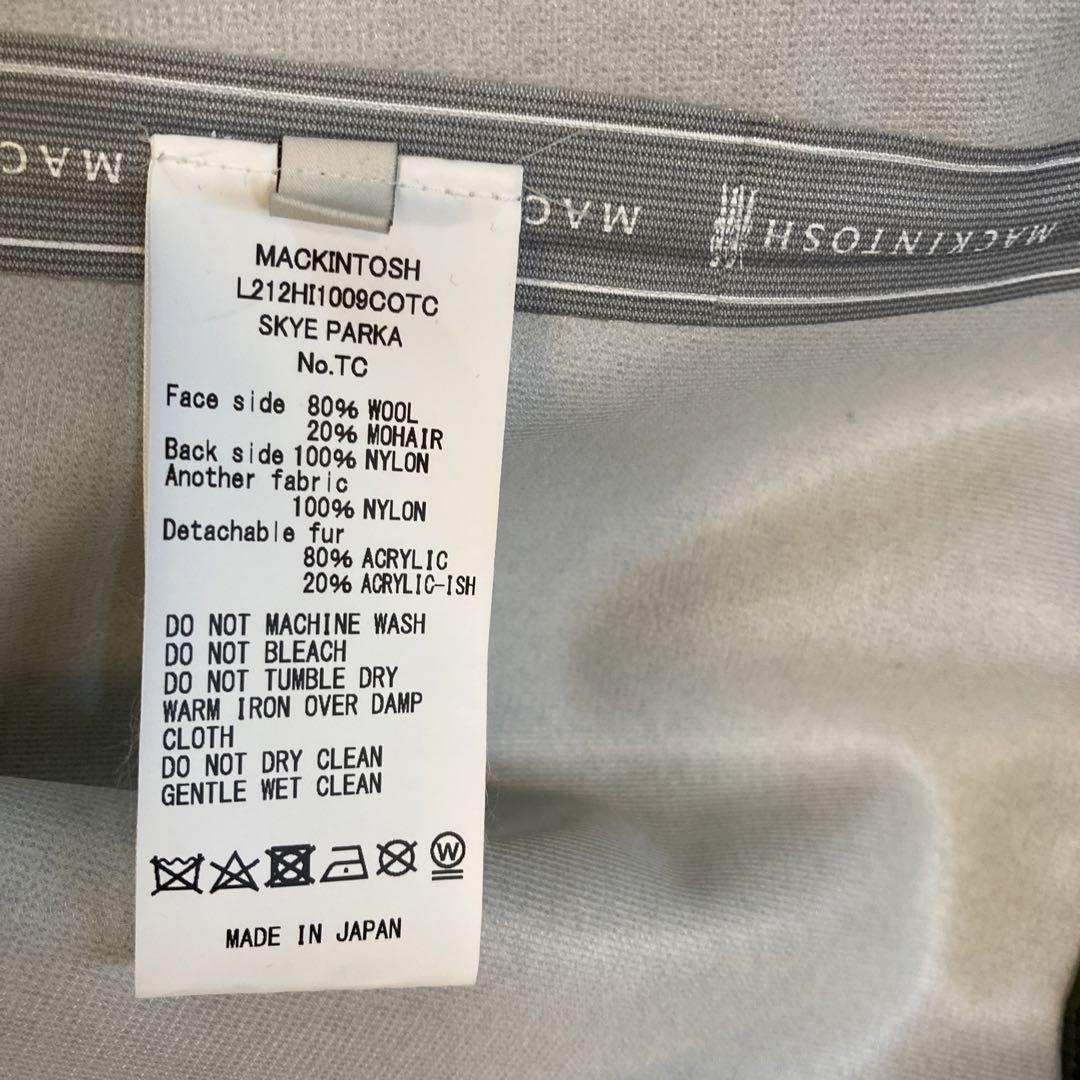 MAC
MAC
MACKINTOSH
MACKINTOSH
L212HI1009COTC
SKYE PARKA
No.TC
Face side 80% WOOL
20% MOHAIR
Back side 100% NYLON
Another fabric
100% NYLON
Detachable fur
80% ACRYLIC
20% ACRYLIC-ISH
DO NOT MACHINE WASH
DO NOT BLEACH
DO NOT TUMBLE DRY
WARM IRON OVER DAMP
CLOTH
DO NOT DRY CLEAN
GENTLE WET CLEAN
W
MADE IN JAPAN